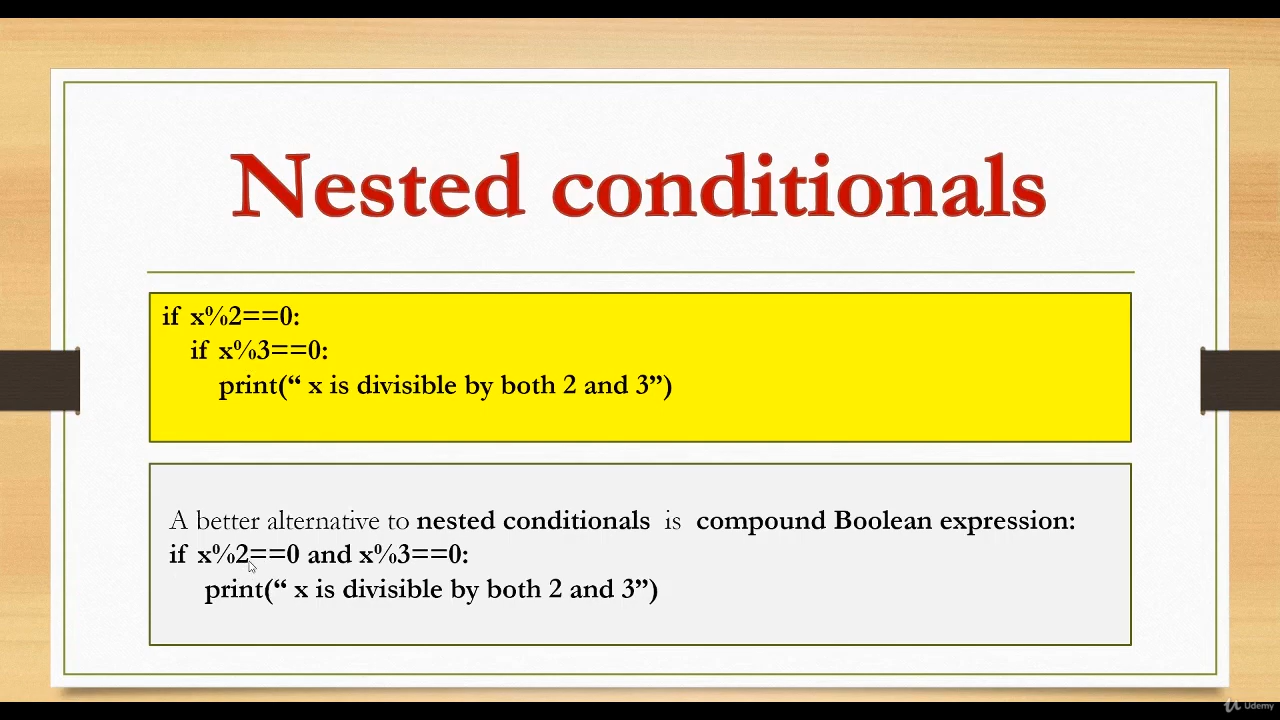 Nested conditionals
if x%2==0:
if x%3==0:
print(“ x is divisible by both 2 and 3”)
A better alternative to nested conditionals is compound Boolean expression:
if x%2==0 and x%3==0:
print(“ x is divisible by both 2 and 3”)
Udemy